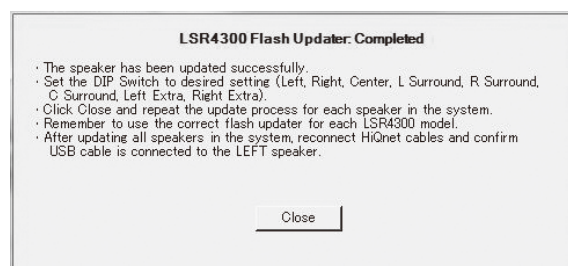 LSR4300 Flash Updater: Completed
· The speaker has been updated successfully.
· Set the DIP Switch to desired setting (Left, Right, Center, L Surround, R Surround,
C Surround, Left Extra, Right Extra).
· Click Close and repeat the update process for each speaker in the system.
· Remember to use the correct flash updater for each LSR4300 model.
· After updating all speakers in the system, reconnect HiQnet cables and confirm
USB cable is connected to the LEFT speaker.
Close